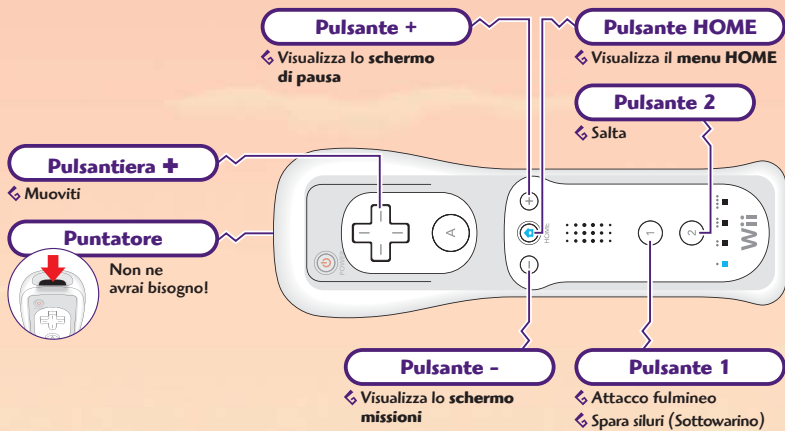 Pulsante +
Visualizza lo schermo
di pausa
Pulsante HOME
Visualizza il menu HOME
Pulsante 2
Salta
Pulsantiera +
Muoviti
Puntatore
Non ne
avrai bisogno!
POWER
A
+
HOME
-
1
2
Wii
Pulsante -
Visualizza lo schermo
missioni
Pulsante 1
Attacco fulmineo
Spara siluri (Sottowarino)